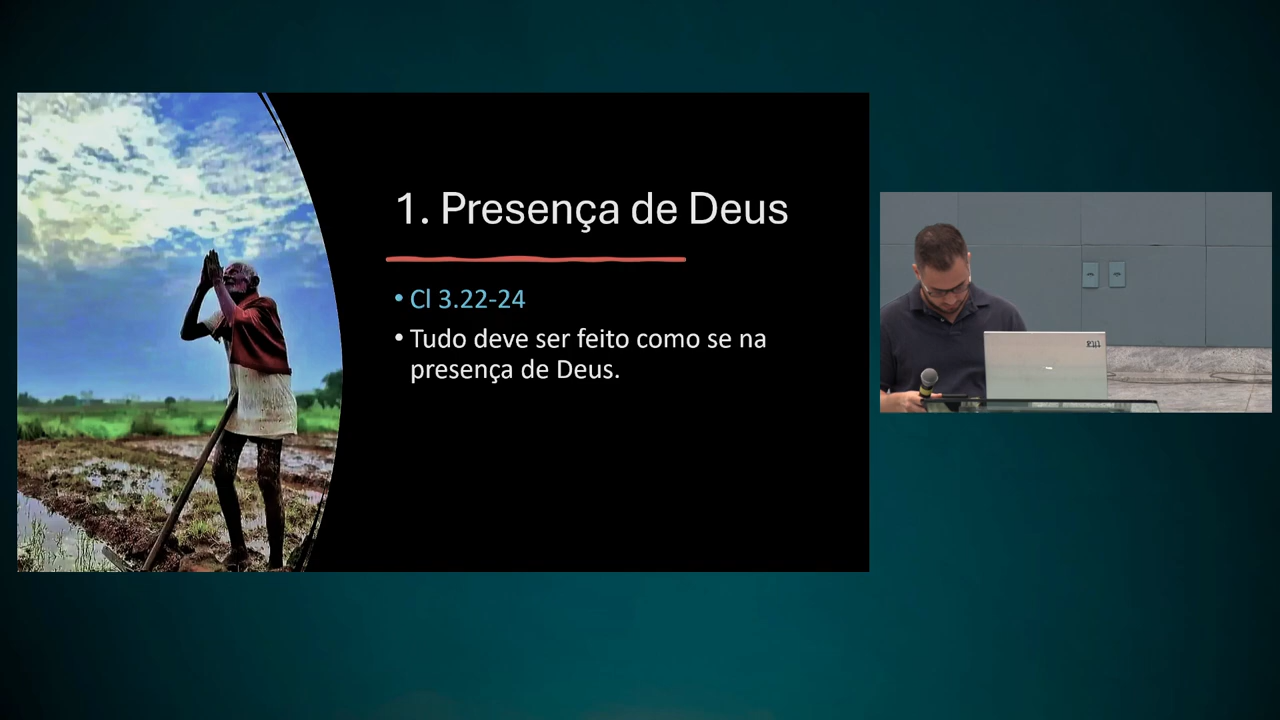 1. Presença de Deus
• Cl 3.22-24
• Tudo deve ser feito como se na
presença de Deus.